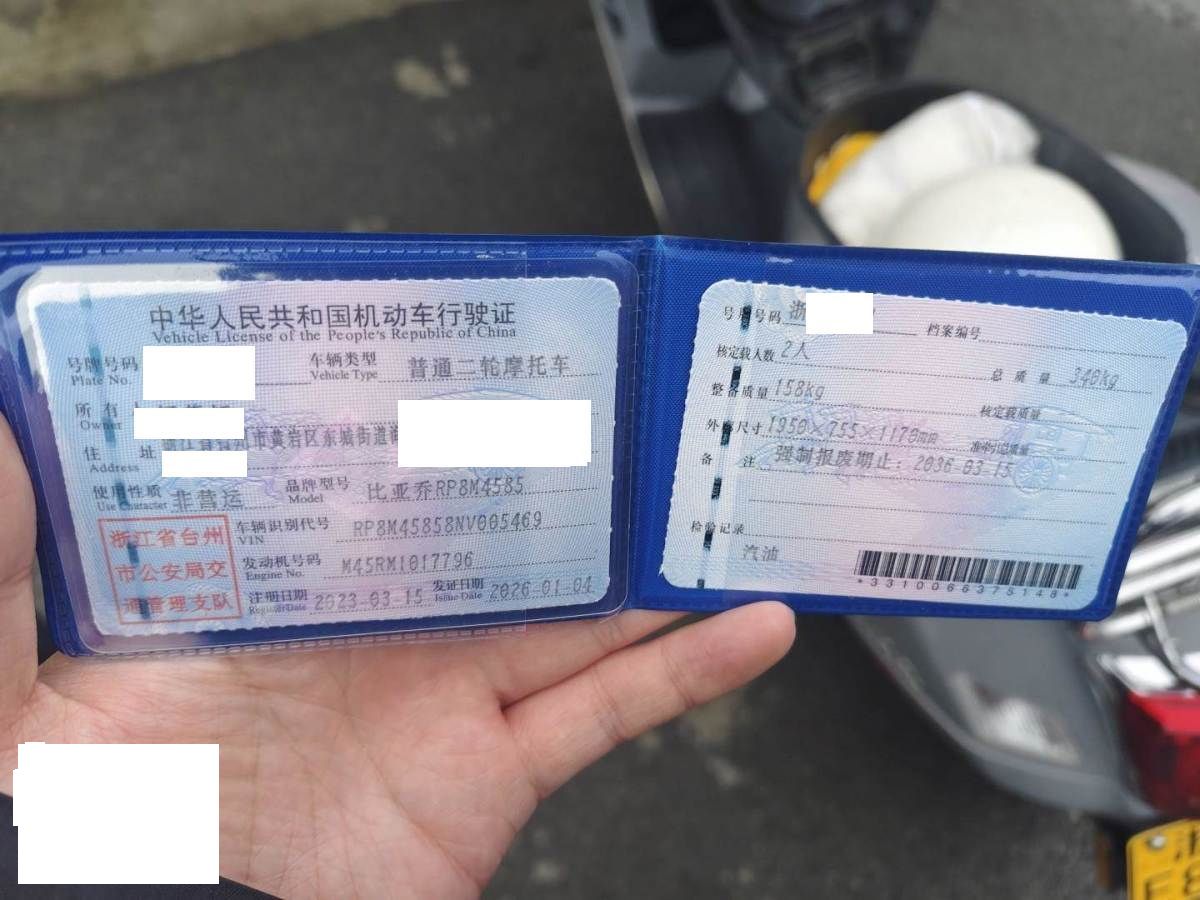 中华人民共和国机动车行驶证
Vehicle License of the People's Republic of China
号牌号码
Plate No.
车辆类型
Vehicle Type
普通二轮摩托车
所有
Owner
住址
Address
浙江省台州市黄岩区东城街道
使用性质
Use Character
非营运
品牌型号
Model
比亚乔RP8M4585
浙江省台州
市公安局交
通管理支队
车辆识别代号
VIN
RP8M45858NV005469
发动机号码
Engine No.
M45RM1017796
注册日期
Register Date
2023-03-15
发证日期
Issue Date
2026-01-04
号牌号码 浙
档案编号
核定载人数 2人
总质量 348kg
整备质量 158kg
核定载质量
外廓尺寸 1950×755×1170mm
准牵引总质量
备注 强制报废期止：2036-03-15
检验记录
汽油
*3310066375148*